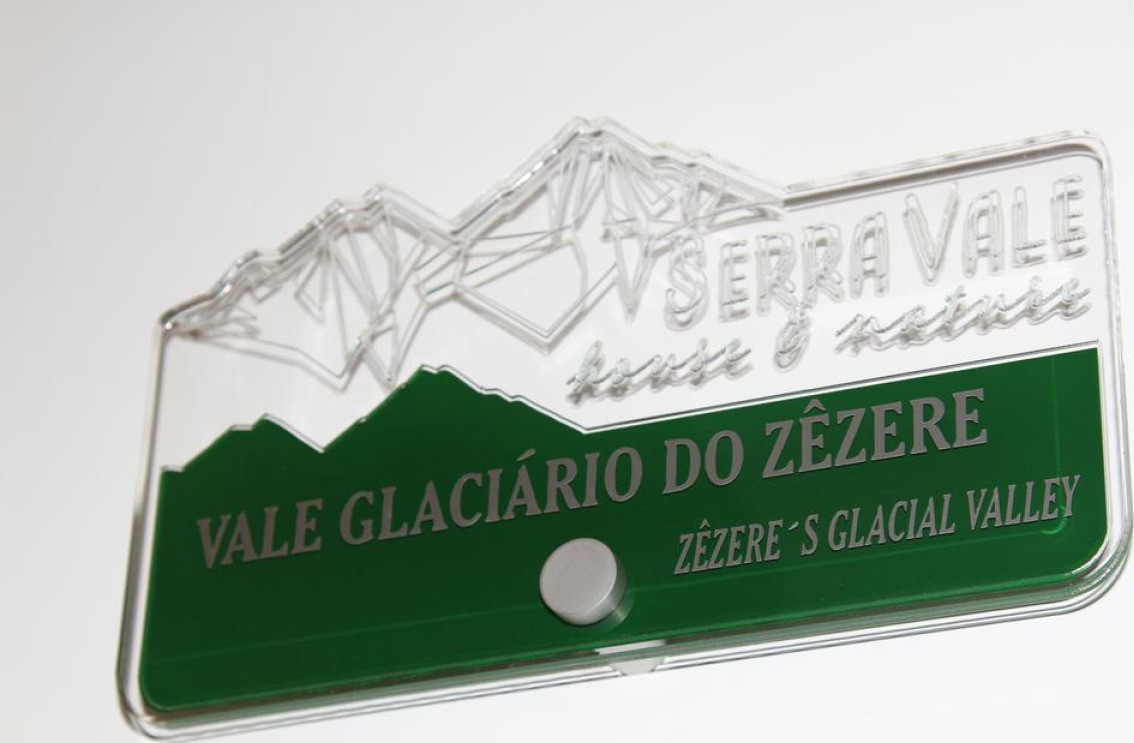 SERRA VALE
house & nature
VALE GLACIÁRIO DO ZÊZERE
ZÊZERE´S GLACIAL VALLEY